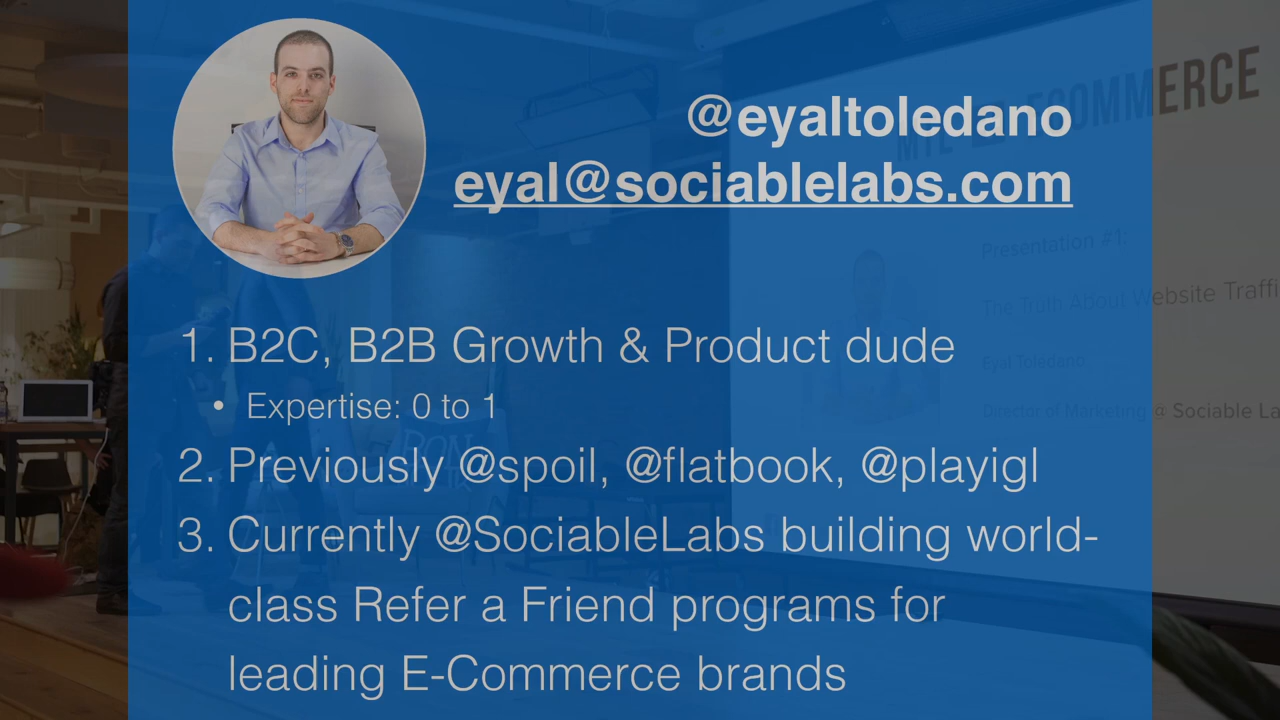 @eyaltoledano
eyal@sociablelabs.com
1. B2C, B2B Growth & Product dude
• Expertise: 0 to 1
2. Previously @spoil, @flatbook, @playigl
3. Currently @SociableLabs building world-
class Refer a Friend programs for
leading E-Commerce brands
MTL ECOMMERCE
Presentation #1:
The Truth About Website Traffi
Eyal Toledano
Director of Marketing @ Sociable La